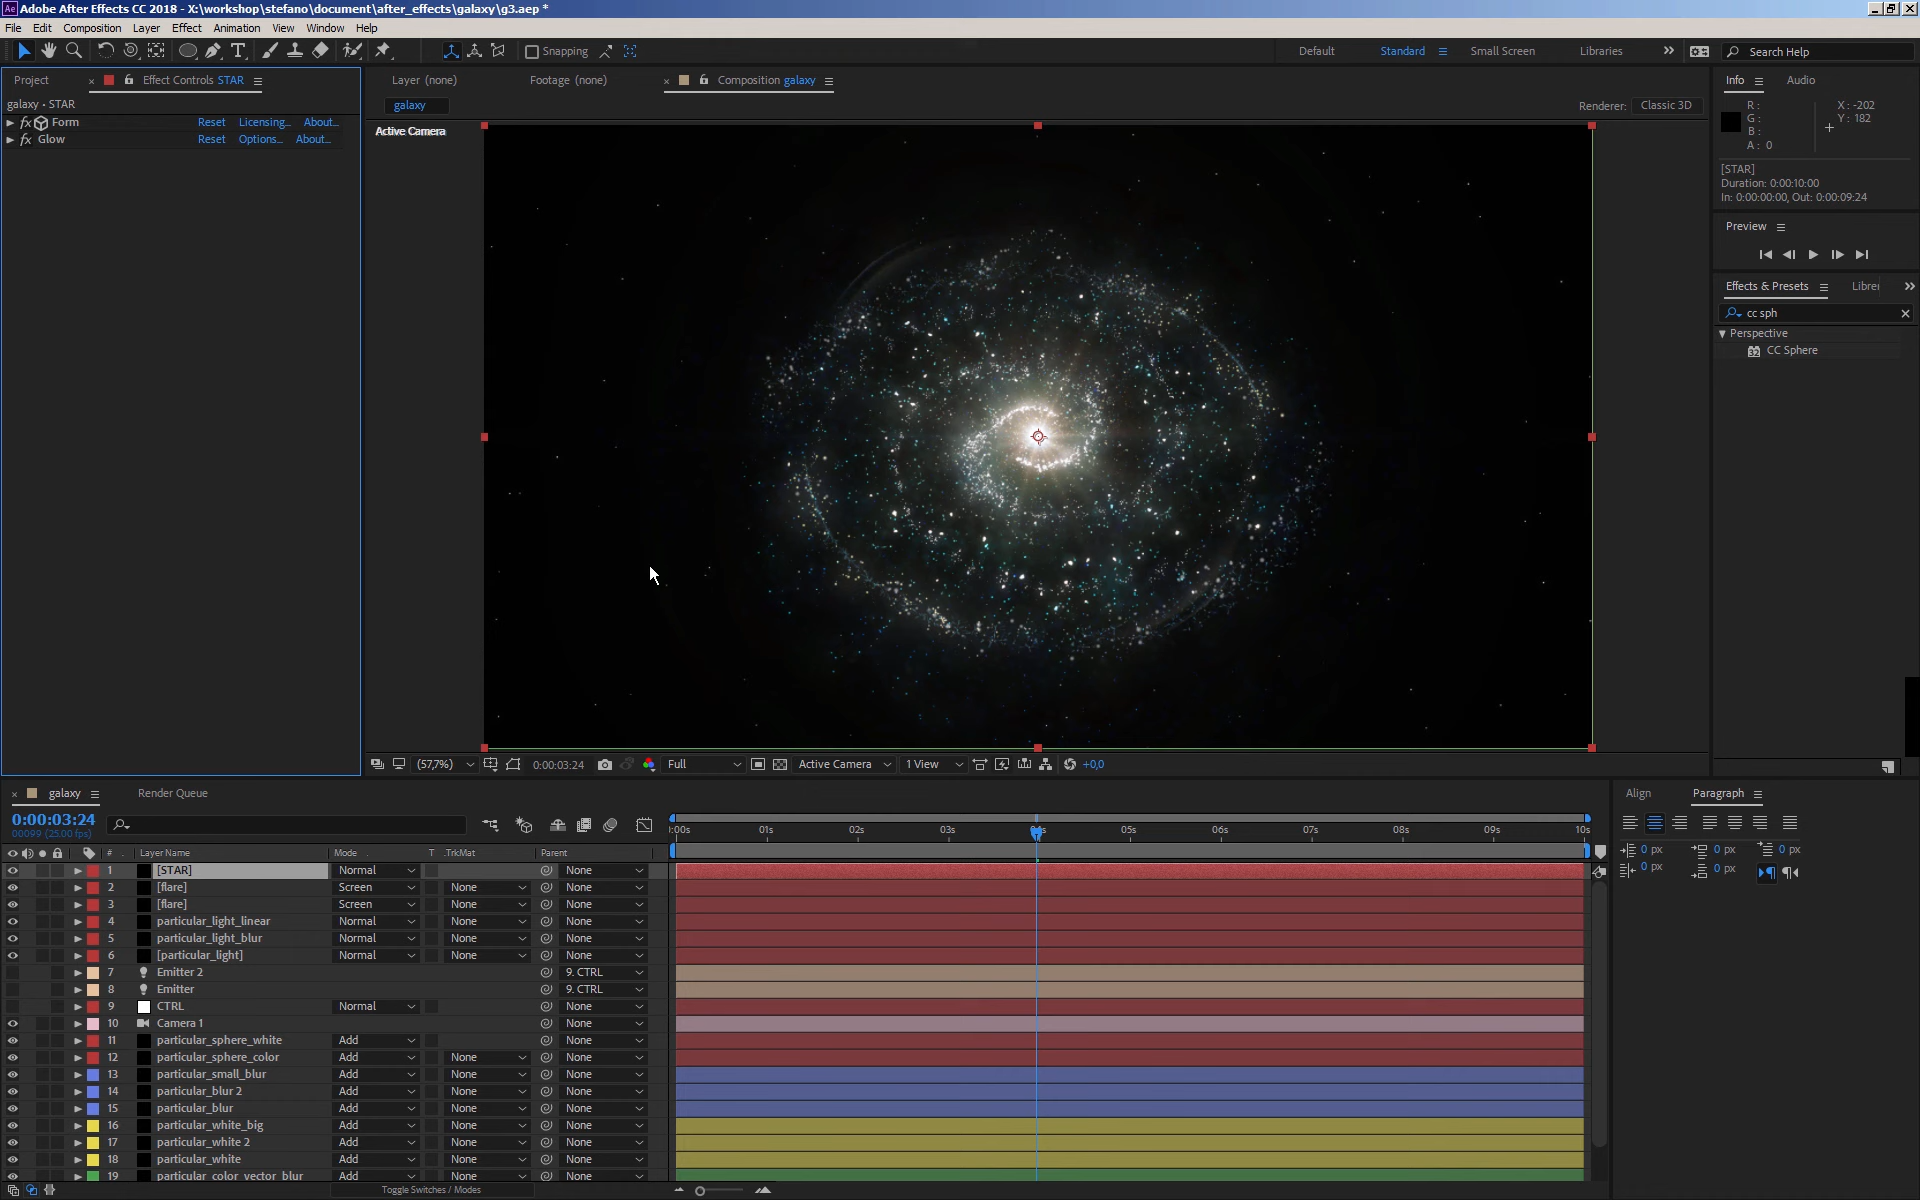 Adobe After Effects CC 2018 - X:\workshop\stefano\document\after_effects\galaxy\g3.aep *
File Edit Composition Layer Effect Animation View Window Help
Snapping
Default Standard Small Screen Libraries Search Help
Project Effect Controls STAR
Layer (none) Footage (none) Composition galaxy
Info Audio
galaxy • STAR
galaxy
Renderer: Classic 3D
Form Reset Licensing... About...
Glow Reset Options... About...
Active Camera
R :
G :
B :
A : 0
X : -202
Y : 182
[STAR]
Duration: 0:00:10:00
In: 0:00:00:00, Out: 0:00:09:24
Preview
Effects & Presets Librei
cc sph
Perspective
CC Sphere
(57,7%) 0:00:03:24 Full Active Camera 1 View +0,0
galaxy Render Queue
0:00:03:24
00099 (25.00 fps)
:00s 01s 02s 03s 04s 05s 06s 07s 08s 09s 10s
# Layer Name Mode T .TrkMat Parent
1 [STAR] Normal None
2 [flare] Screen None None
3 [flare] Screen None None
4 particular_light_linear Normal None None
5 particular_light_blur Normal None None
6 [particular_light] Normal None None
7 Emitter 2 9. CTRL
8 Emitter 9. CTRL
9 CTRL Normal None
10 Camera 1 None
11 particular_sphere_white Add None
12 particular_sphere_color Add None None
13 particular_small_blur Add None None
14 particular_blur 2 Add None None
15 particular_blur Add None None
16 particular_white_big Add None None
17 particular_white 2 Add None None
18 particular_white Add None None
19 particular_color_vector_blur Add None None
Toggle Switches / Modes
Align Paragraph
0 px 0 px 0 px
0 px 0 px